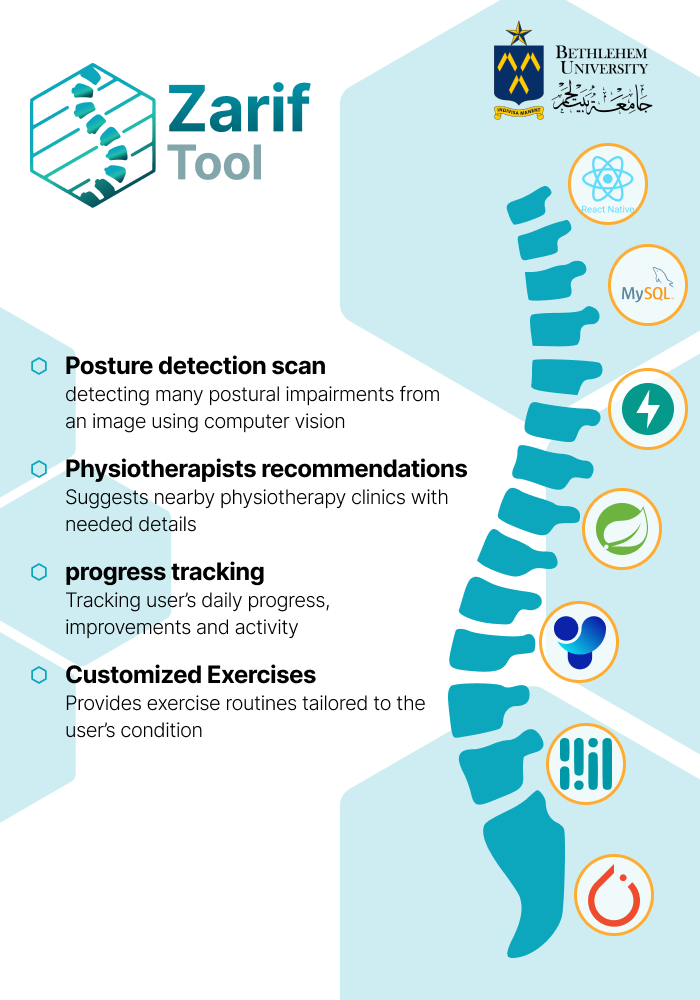 BETHLEHEM
UNIVERSITY
جامعة بيت لحم
INDIVISA MANENT
Zarif
Tool
React Native
MySQL
Posture detection scan
detecting many postural impairments from
an image using computer vision
Physiotherapists recommendations
Suggests nearby physiotherapy clinics with
needed details
progress tracking
Tracking user’s daily progress,
improvements and activity
Customized Exercises
Provides exercise routines tailored to the
user’s condition